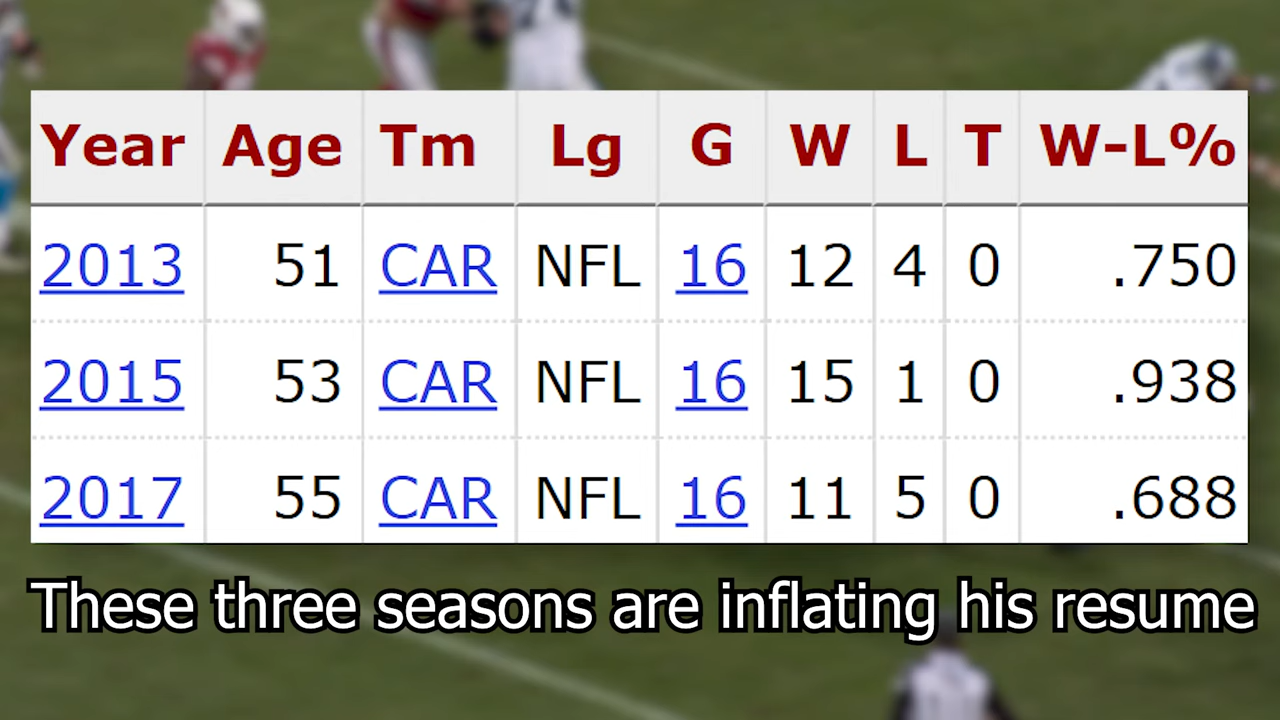 Year Age Tm Lg G W L T W-L%
2013 51 CAR NFL 16 12 4 0 .750
2015 53 CAR NFL 16 15 1 0 .938
2017 55 CAR NFL 16 11 5 0 .688
These three seasons are inflating his resume